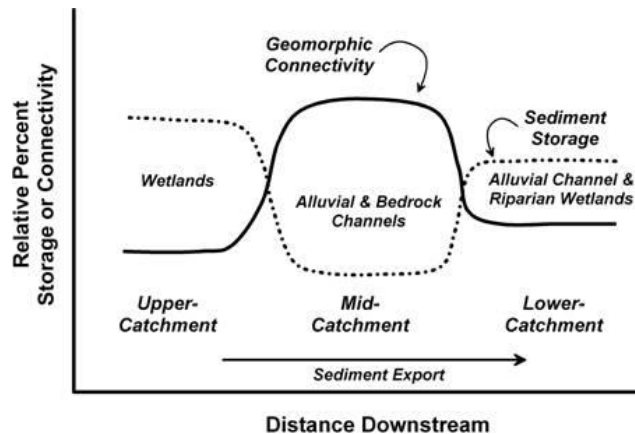 Relative Percent
Storage or Connectivity
Geomorphic
Connectivity
Sediment
Storage
Wetlands
Alluvial & Bedrock
Channels
Alluvial Channel &
Riparian Wetlands
Upper-
Catchment
Mid-
Catchment
Lower-
Catchment
Sediment Export
Distance Downstream